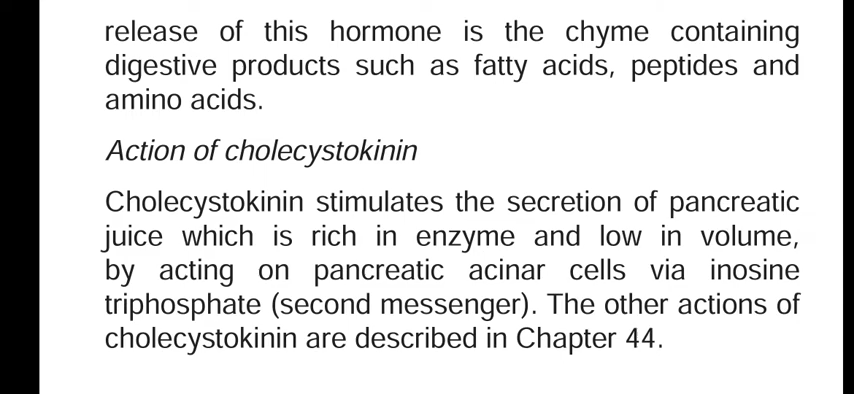 release of this hormone is the chyme containing
digestive products such as fatty acids, peptides and
amino acids.
Action of cholecystokinin
Cholecystokinin stimulates the secretion of pancreatic
juice which is rich in enzyme and low in volume,
by acting on pancreatic acinar cells via inosine
triphosphate (second messenger). The other actions of
cholecystokinin are described in Chapter 44.